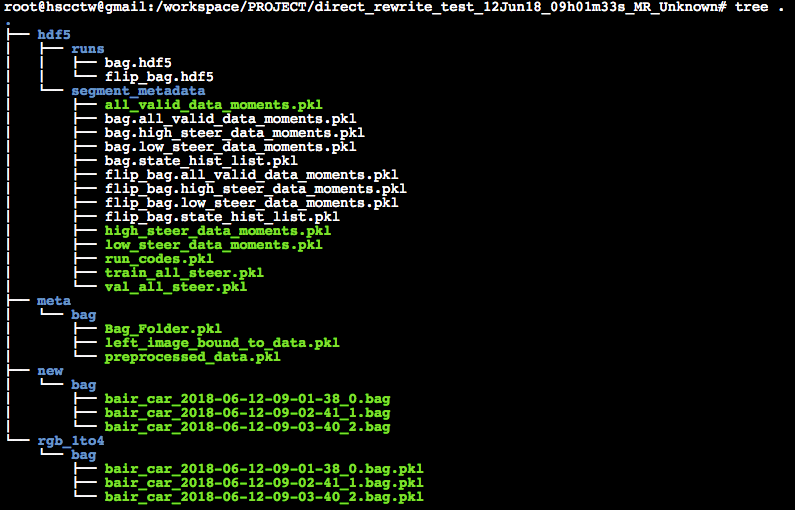 root@hscctw@gmail:/workspace/PROJECT/direct_rewrite_test_12Jun18_09h01m33s_MR_Unknown# tree .
.
├── hdf5
│   ├── runs
│   │   ├── bag.hdf5
│   │   └── flip_bag.hdf5
│   └── segment_metadata
│       ├── all_valid_data_moments.pkl
│       ├── bag.all_valid_data_moments.pkl
│       ├── bag.high_steer_data_moments.pkl
│       ├── bag.low_steer_data_moments.pkl
│       ├── bag.state_hist_list.pkl
│       ├── flip_bag.all_valid_data_moments.pkl
│       ├── flip_bag.high_steer_data_moments.pkl
│       ├── flip_bag.low_steer_data_moments.pkl
│       ├── flip_bag.state_hist_list.pkl
│       ├── high_steer_data_moments.pkl
│       ├── low_steer_data_moments.pkl
│       ├── run_codes.pkl
│       ├── train_all_steer.pkl
│       └── val_all_steer.pkl
├── meta
│   └── bag
│       ├── Bag_Folder.pkl
│       ├── left_image_bound_to_data.pkl
│       └── preprocessed_data.pkl
├── new
│   └── bag
│       ├── bair_car_2018-06-12-09-01-38_0.bag
│       ├── bair_car_2018-06-12-09-02-41_1.bag
│       └── bair_car_2018-06-12-09-03-40_2.bag
└── rgb_1to4
    └── bag
        ├── bair_car_2018-06-12-09-01-38_0.bag.pkl
        ├── bair_car_2018-06-12-09-02-41_1.bag.pkl
        └── bair_car_2018-06-12-09-03-40_2.bag.pkl